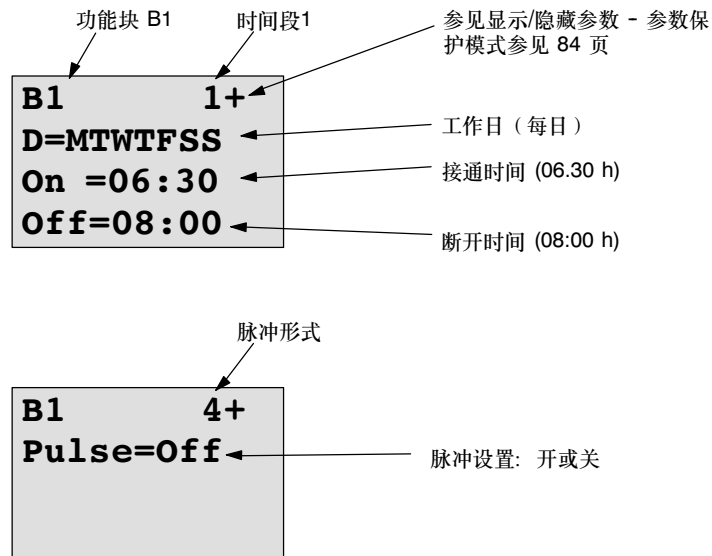 功能块 B1
时间段1
参见显示/隐藏参数 - 参数保
护模式参见 84 页
B1 1+
D=MTWTFSS
On =06:30
Off=08:00
工作日（每日）
接通时间 (06.30 h)
断开时间 (08:00 h)
脉冲形式
B1 4+
Pulse=Off
脉冲设置: 开或关